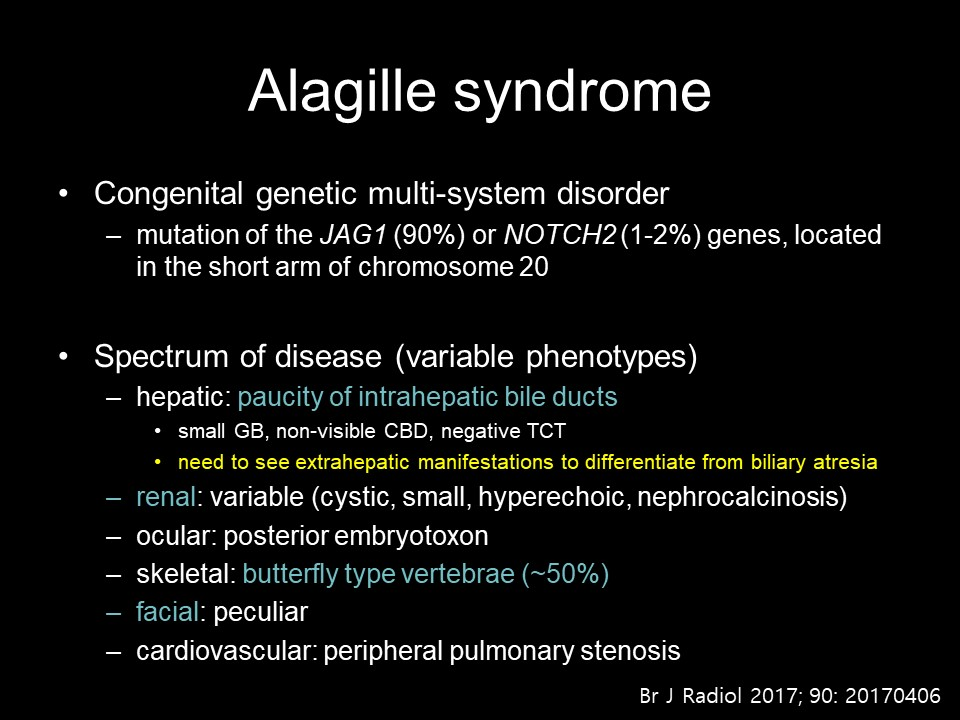 Alagille syndrome
• Congenital genetic multi-system disorder
– mutation of the JAG1 (90%) or NOTCH2 (1-2%) genes, located
in the short arm of chromosome 20
• Spectrum of disease (variable phenotypes)
– hepatic: paucity of intrahepatic bile ducts
• small GB, non-visible CBD, negative TCT
• need to see extrahepatic manifestations to differentiate from biliary atresia
– renal: variable (cystic, small, hyperechoic, nephrocalcinosis)
– ocular: posterior embryotoxon
– skeletal: butterfly type vertebrae (~50%)
– facial: peculiar
– cardiovascular: peripheral pulmonary stenosis
Br J Radiol 2017; 90: 20170406